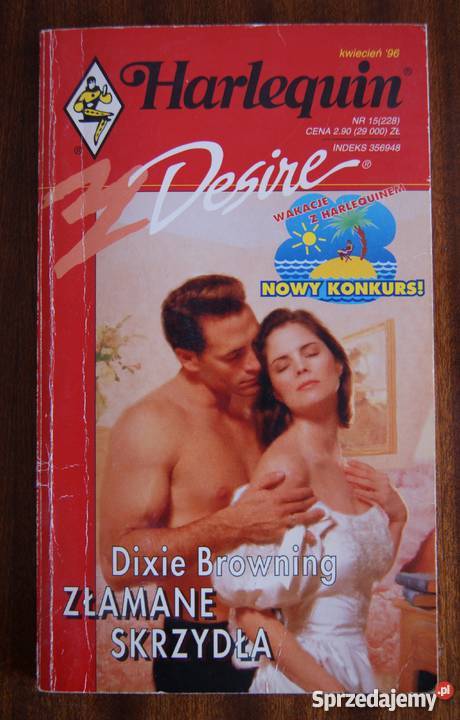 kwiecień '96
Harlequin®
NR 15(228)
CENA 2.90 (29 000) ZŁ
INDEKS 356948
®
Desire®
WAKACJE
Z HARLEQUINEM
NOWY KONKURS!
Dixie Browning
ZŁAMANE
SKRZYDŁA
Sprzedajemy.pl